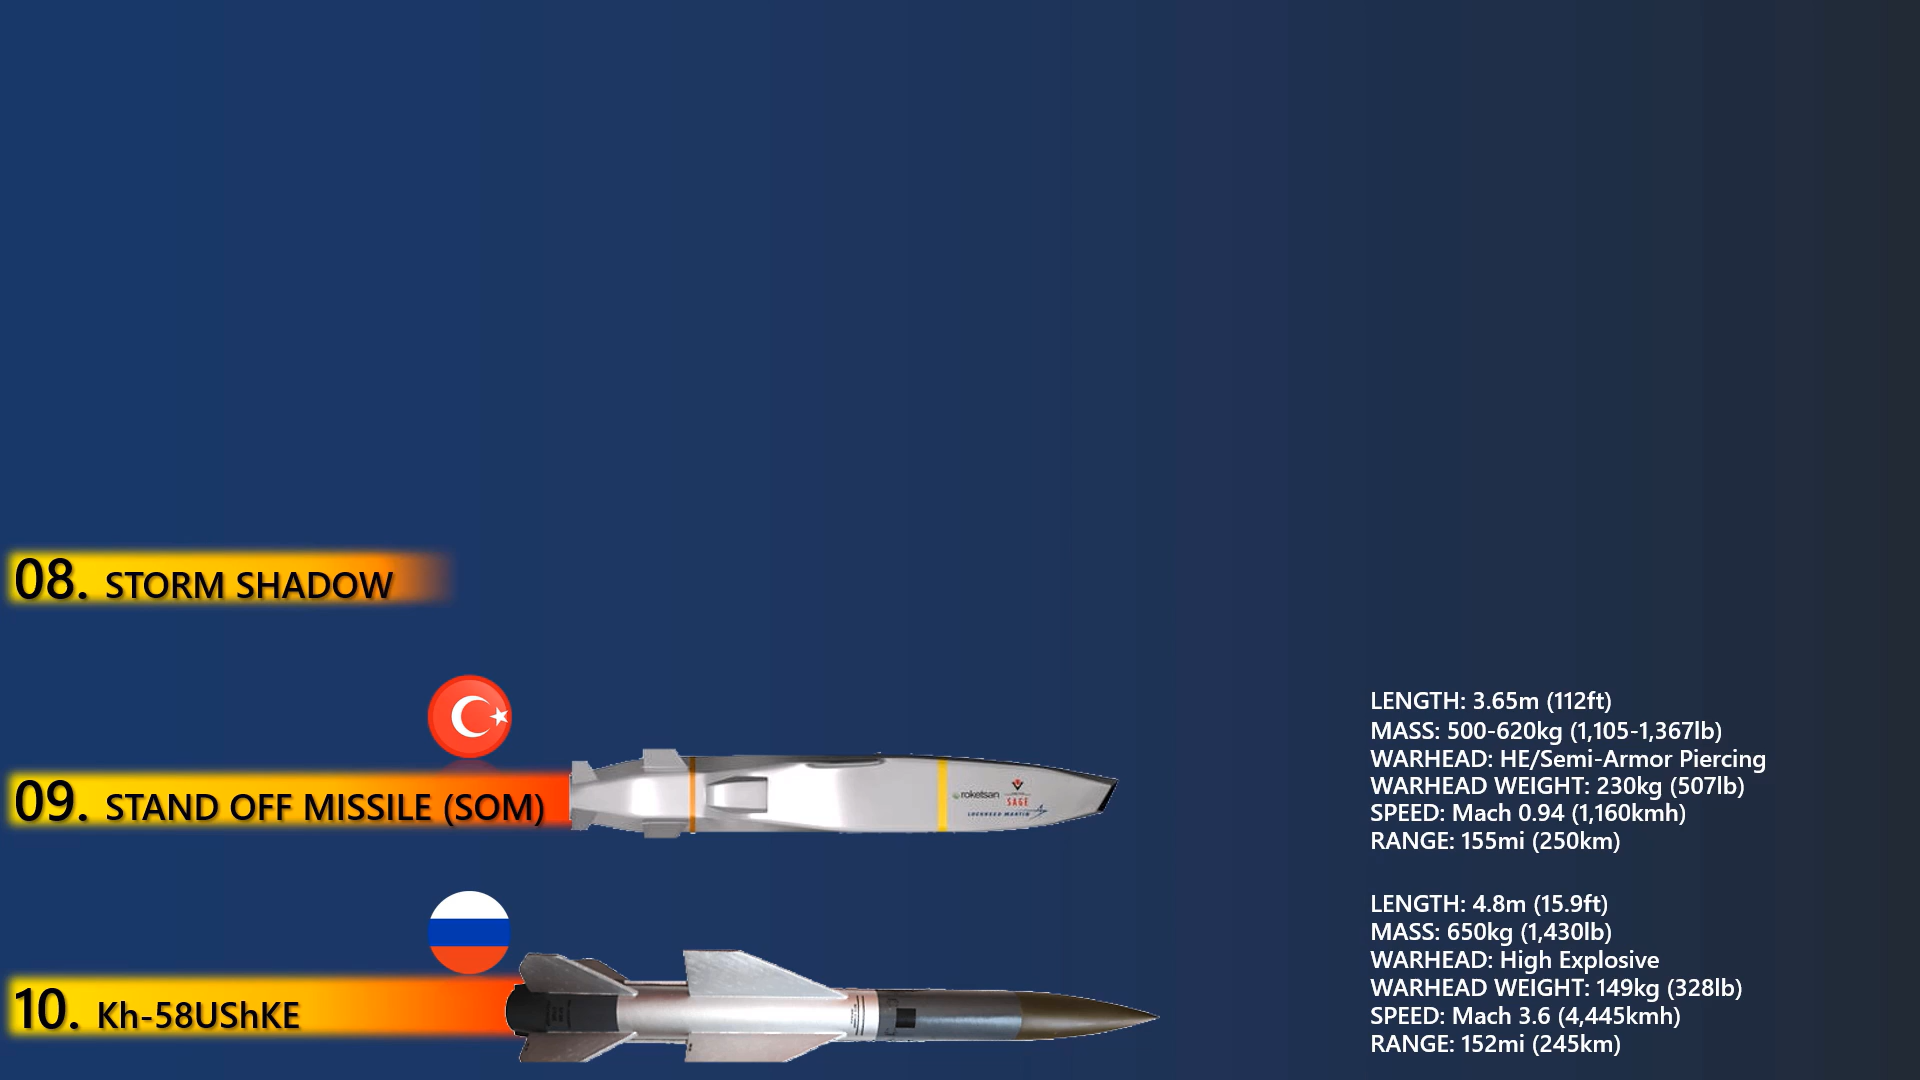 08. STORM SHADOW
LENGTH: 3.65m (112ft)
MASS: 500-620kg (1,105-1,367lb)
WARHEAD: HE/Semi-Armor Piercing
WARHEAD WEIGHT: 230kg (507lb)
SPEED: Mach 0.94 (1,160kmh)
RANGE: 155mi (250km)
09. STAND OFF MISSILE (SOM)
roketsan
SAGE
LOCKHEED MARTIN
LENGTH: 4.8m (15.9ft)
MASS: 650kg (1,430lb)
WARHEAD: High Explosive
WARHEAD WEIGHT: 149kg (328lb)
SPEED: Mach 3.6 (4,445kmh)
RANGE: 152mi (245km)
10. Kh-58UShKE